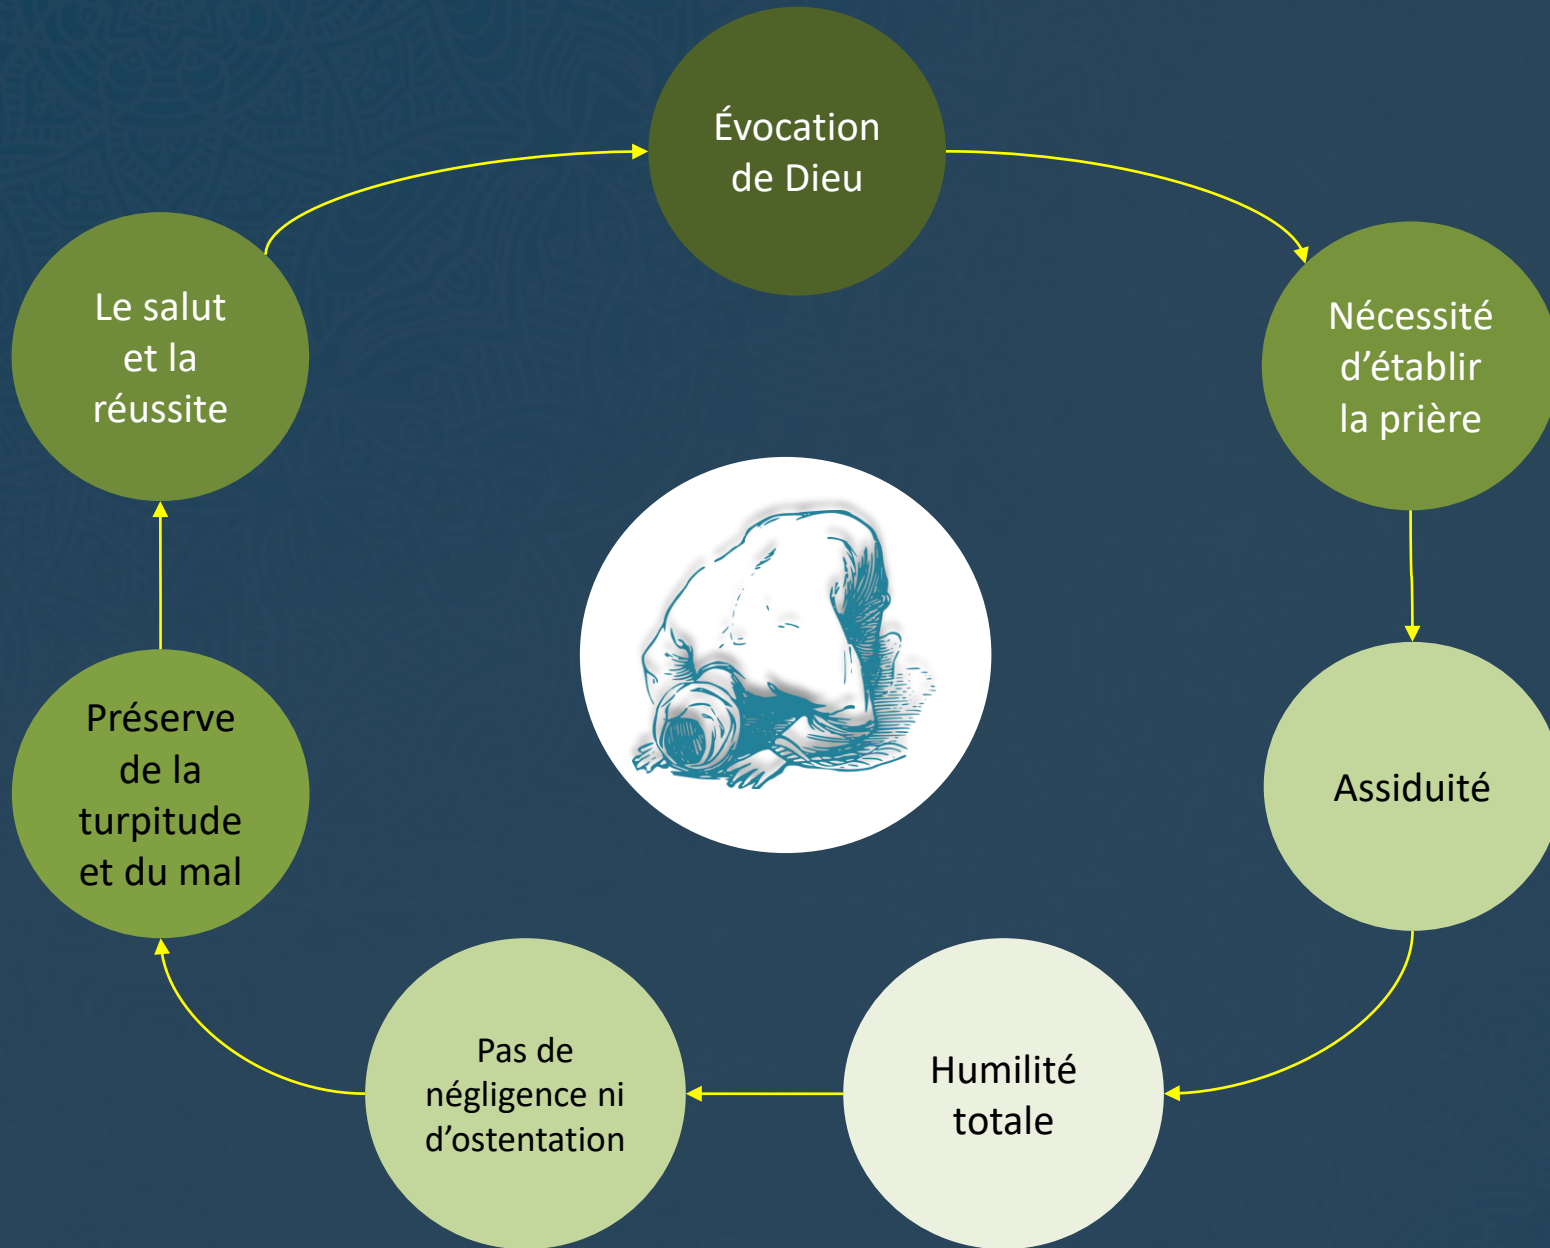 Évocation
de Dieu
Nécessité
d’établir
la prière
Assiduité
Humilité
totale
Pas de
négligence ni
d’ostentation
Préserve
de la
turpitude
et du mal
Le salut
et la
réussite